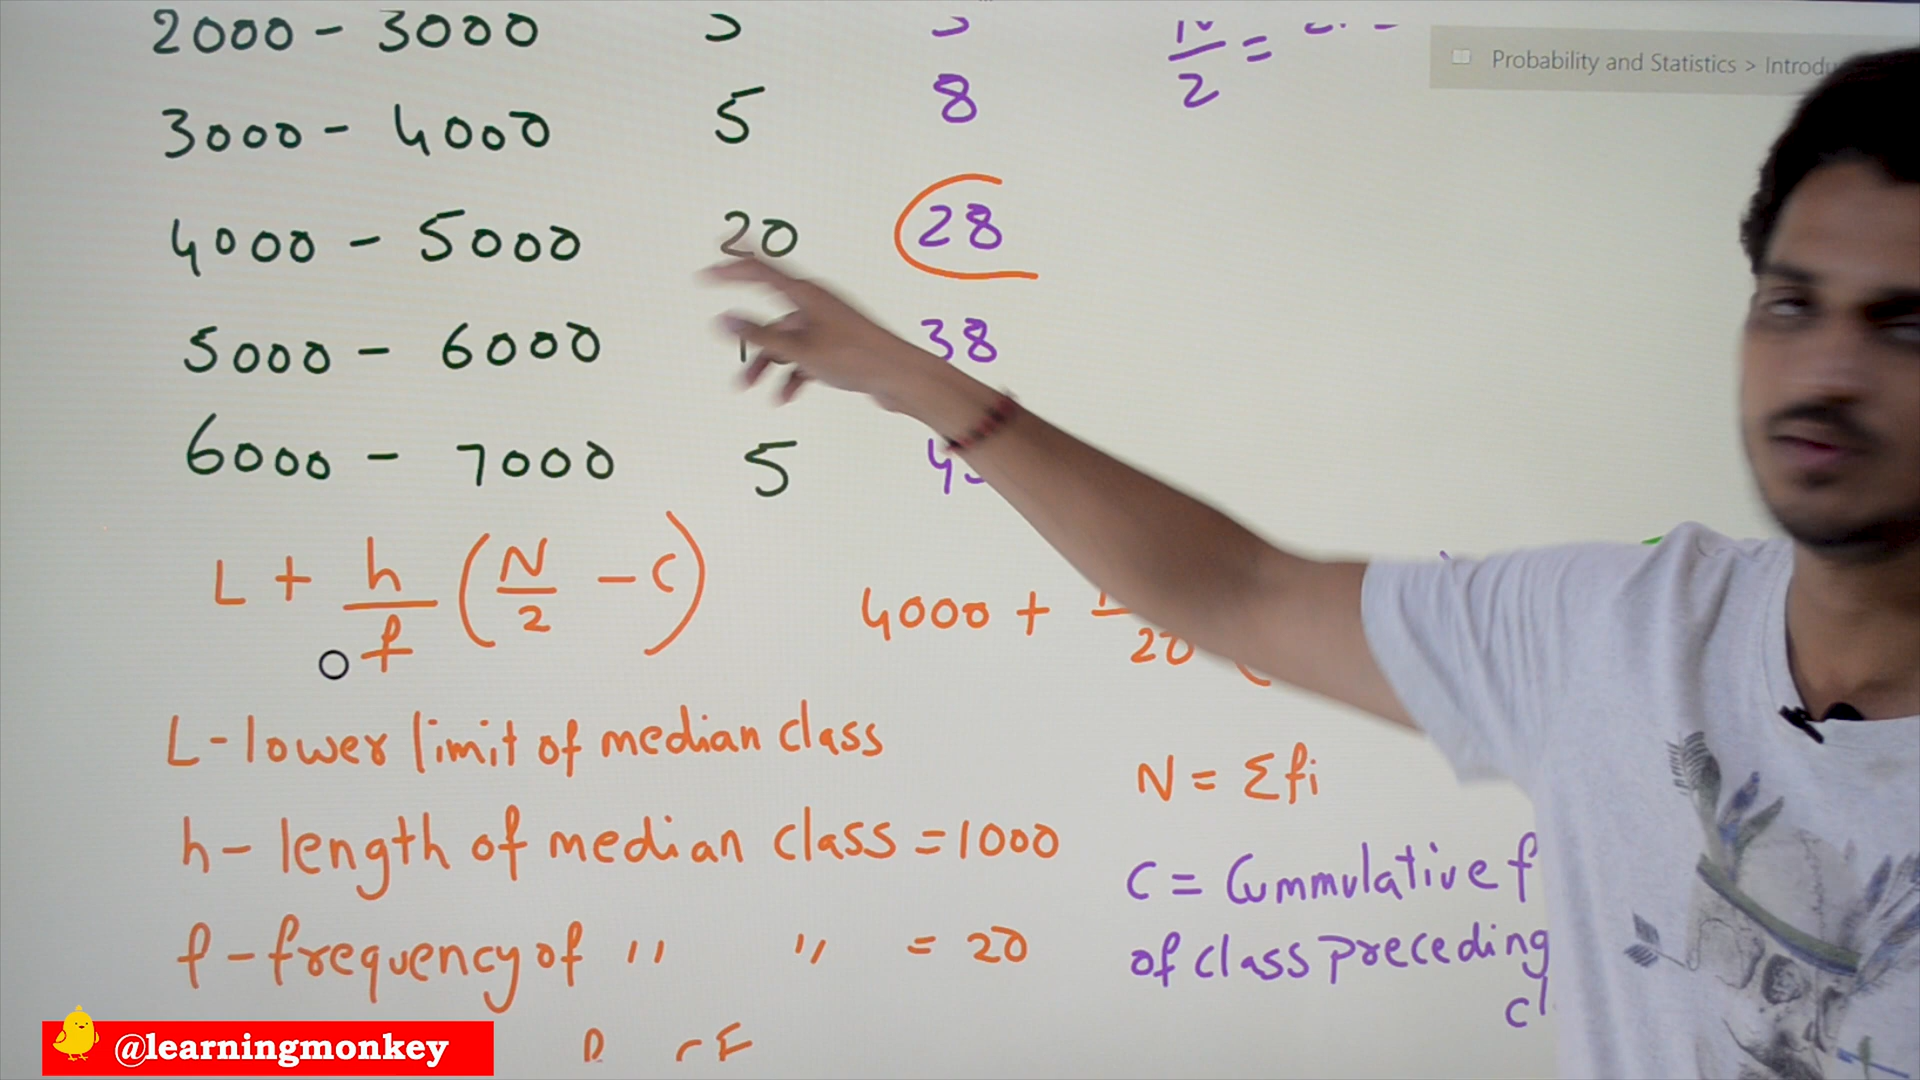 2000 - 3000
3000 - 4000 5 8
4000 - 5000 20 28
5000 - 6000 38
6000 - 7000 5
2 =
Probability and Statistics >
L + h/f (N/2 - C)
4000 + 20
L - lower limit of median class
h - length of median class = 1000
f - frequency of " " = 20
N = Σfi
C = Cummulative f
of class preceding
@learningmonkey